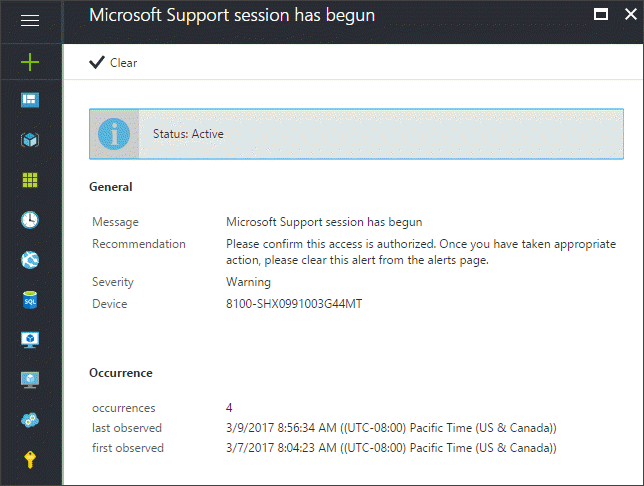 Microsoft Support session has begun
Clear
Status: Active
General
Message Microsoft Support session has begun
Recommendation Please confirm this access is authorized. Once you have taken appropriate
action, please clear this alert from the alerts page.
Severity Warning
Device 8100-SHX0991003G44MT
Occurrence
occurrences 4
last observed 3/9/2017 8:56:34 AM ((UTC-08:00) Pacific Time (US & Canada))
first observed 3/7/2017 8:04:23 AM ((UTC-08:00) Pacific Time (US & Canada))
SQL